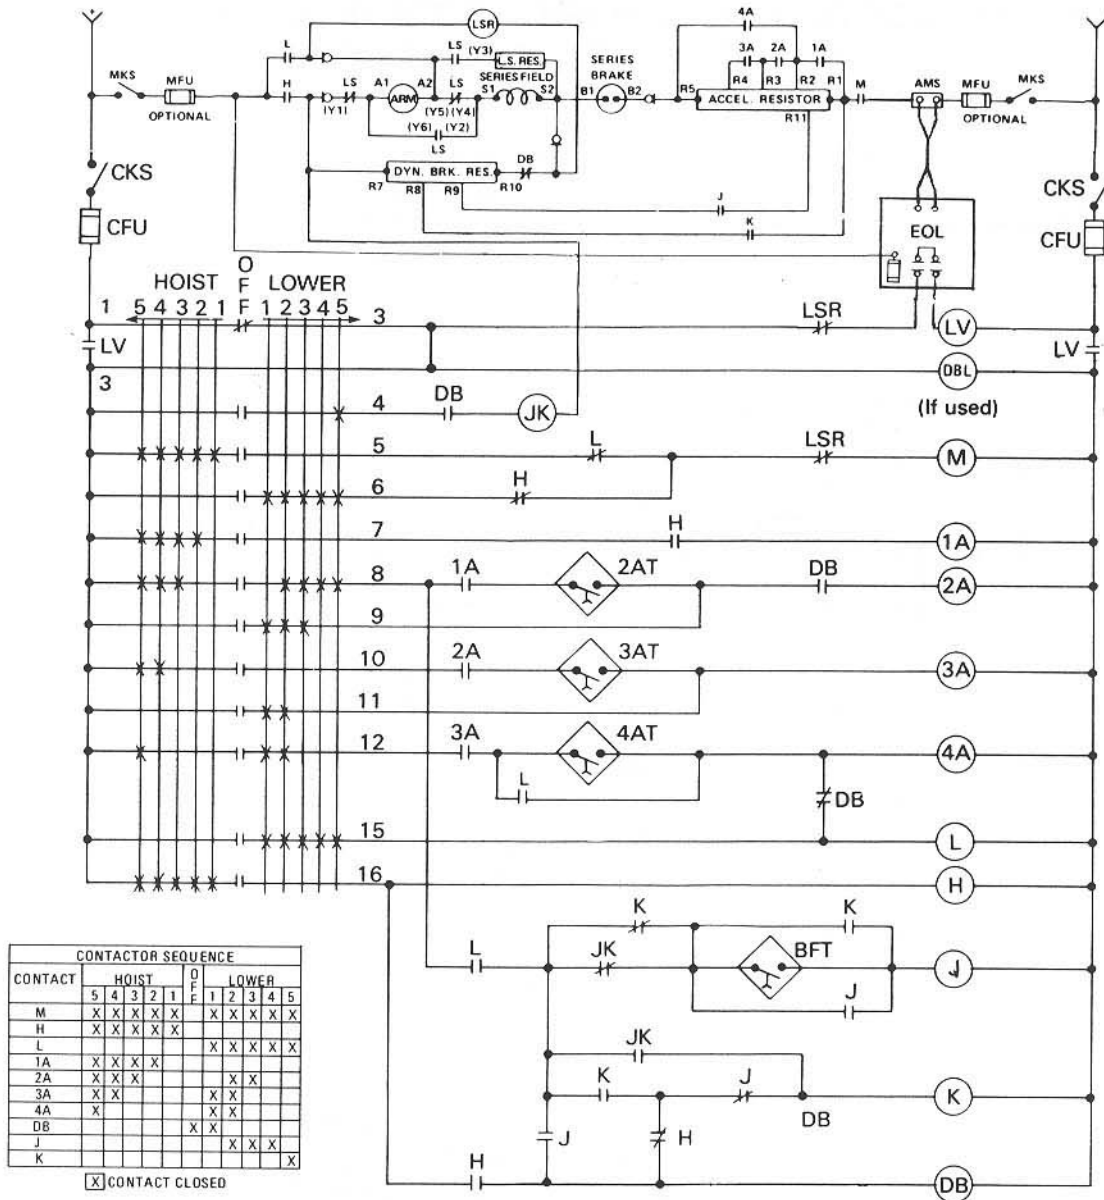 4A
L LSR 3A 2A 1A
LS (Y3) L.S. RES. SERIES BRAKE R4 R3 R2 R1
MKS MFU H LS A1 A2 LS SERIES FIELD S1 S2 B1 B2 R5 ACCEL. RESISTOR M AMS MFU MKS
OPTIONAL (Y1) ARM (Y5) (Y4) R11 OPTIONAL
(Y6) (Y2)
LS
DB
DYN. BRK. RES.
R7 R8 R9 R10
J
K
CKS CKS
CFU EOL CFU
HOIST OFF LOWER
1 5 4 3 2 1 1 2 3 4 5 3 LSR LV
LV LV
3 DBL
(If used)
4 DB JK
5 L LSR M
6 H
7 H 1A
8 1A 2AT DB 2A
9
10 2A 3AT 3A
11
12 3A 4AT 4A
L
DB
15 L
16 H
K K
L JK BFT J
J
JK
K J K
DB
J H
H DB
CONTACTOR SEQUENCE
CONTACT HOIST OFF LOWER
5 4 3 2 1 1 2 3 4 5
M X X X X X X X X X X
H X X X X X
L X X X X X
1A X X X X
2A X X X X X
3A X X X X
4A X X X
DB X X
J X X X
K X
X CONTACT CLOSED